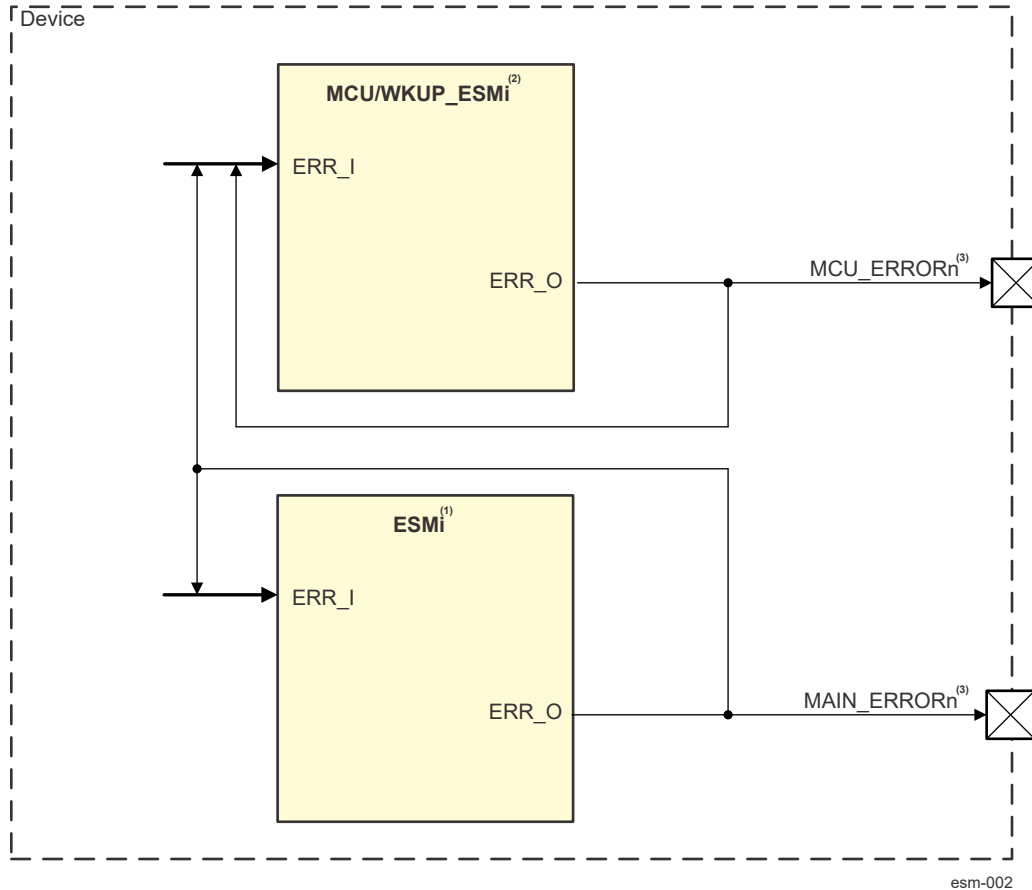 Device
MCU/WKUP_ESMi(2)
ERR_I
ERR_O
MCU_ERRORn(3)
ESMi(1)
ERR_I
ERR_O
MAIN_ERRORn(3)
esm-002